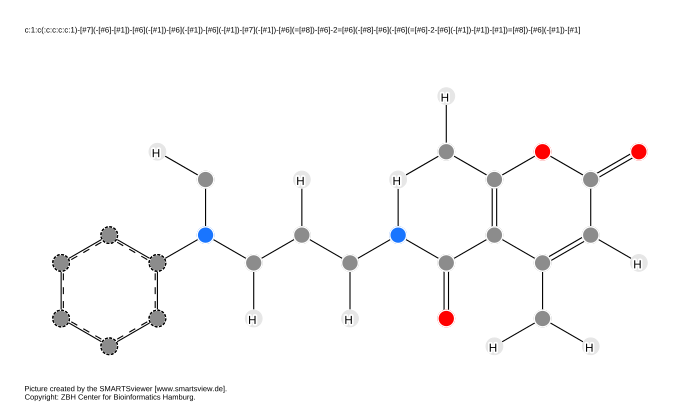 c:1:c(:c:c:c:c:1)-[#7](-[#6]-[#1])-[#6](-[#1])-[#6](-[#1])-[#6](-[#1])-[#7](-[#1])-[#6](=[#8])-[#6]-2=[#6](-[#8]-[#6](-[#6](=[#6]-2-[#6](-[#1])-[#1])-[#1])=[#8])-[#6](-[#1])-[#1]
H
H
H H
H
H H
H H
Picture created by the SMARTSviewer [www.smartsview.de].
Copyright: ZBH Center for Bioinformatics Hamburg.